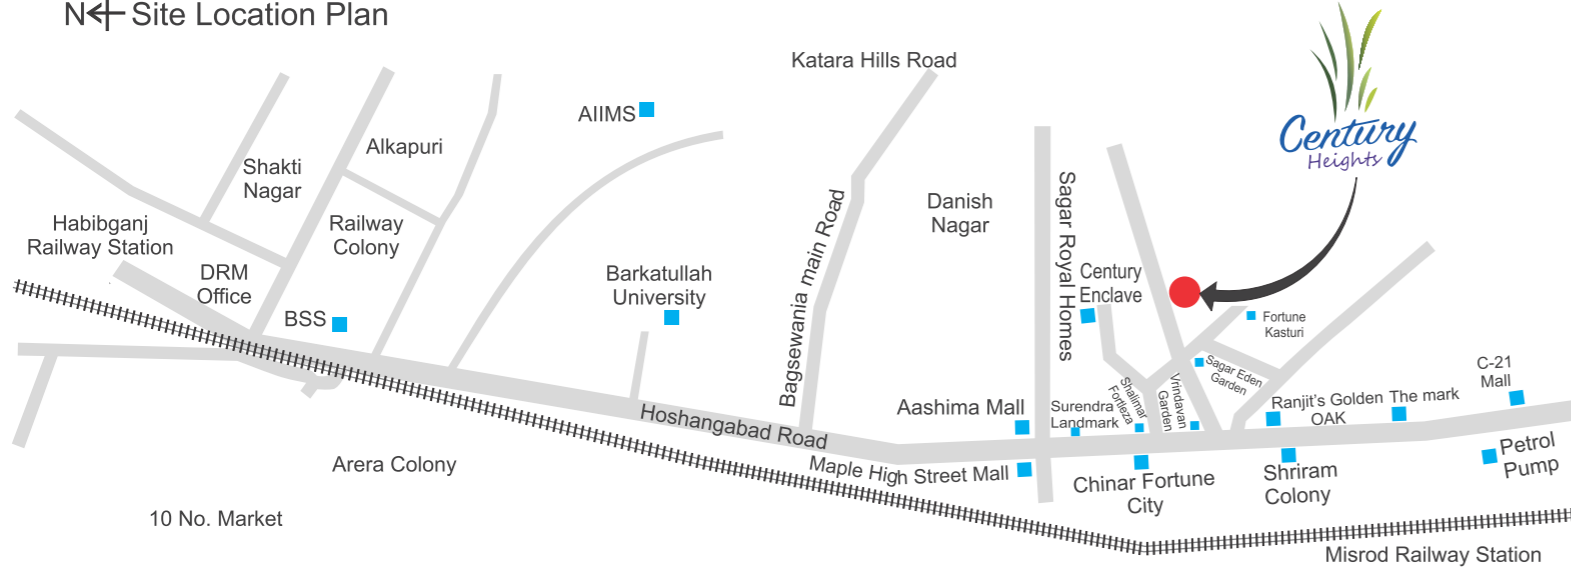 N Site Location Plan
Katara Hills Road
Century
Heights
AIIMS
Alkapuri
Shakti
Nagar
Habibganj
Railway Station
Railway
Colony
DRM
Office
BSS
Barkatullah
University
Bagsewania main Road
Danish
Nagar
Sagar Royal Homes
Century
Enclave
Fortune
Kasturi
Sagar Eden
Garden
Shalimar
Fortleza
Vrindavan
Garden
C-21
Mall
Ranjit's Golden
OAK
The mark
Aashima Mall
Surendra
Landmark
Hoshangabad Road
Maple High Street Mall
Chinar Fortune
City
Shriram
Colony
Petrol
Pump
Arera Colony
10 No. Market
Misrod Railway Station